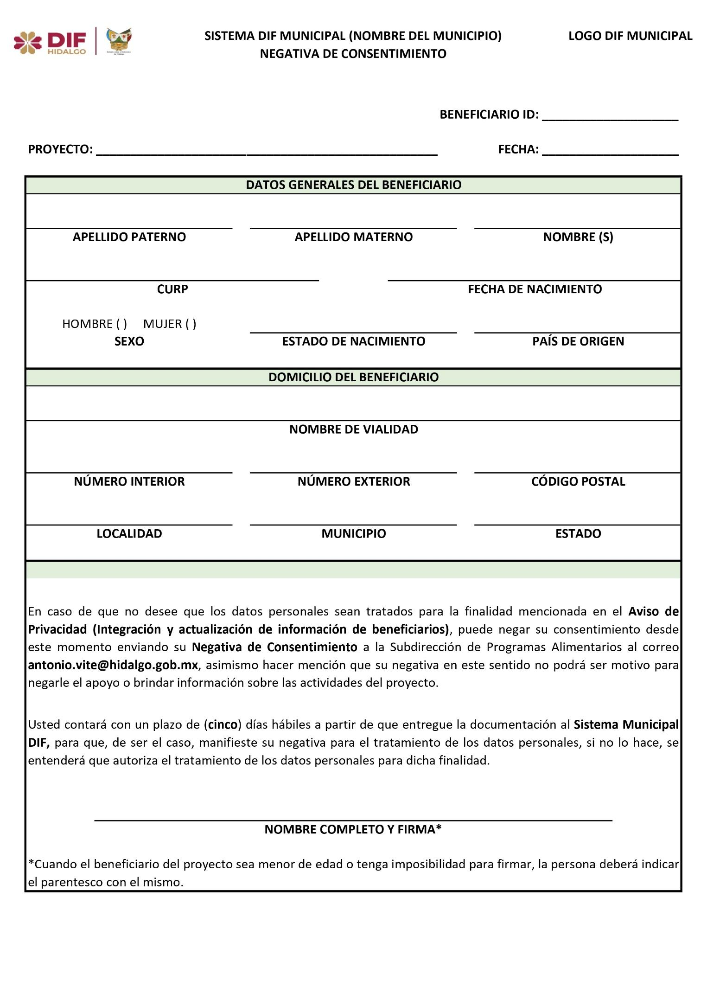 DIF
HIDALGO
Estado Libre y Soberano
de Hidalgo
SISTEMA DIF MUNICIPAL (NOMBRE DEL MUNICIPIO)
NEGATIVA DE CONSENTIMIENTO
LOGO DIF MUNICIPAL
BENEFICIARIO ID: ____________________
PROYECTO: __________________________________________________ FECHA: ____________________
DATOS GENERALES DEL BENEFICIARIO
APELLIDO PATERNO APELLIDO MATERNO NOMBRE (S)
CURP FECHA DE NACIMIENTO
HOMBRE ( ) MUJER ( )
SEXO ESTADO DE NACIMIENTO PAÍS DE ORIGEN
DOMICILIO DEL BENEFICIARIO
NOMBRE DE VIALIDAD
NÚMERO INTERIOR NÚMERO EXTERIOR CÓDIGO POSTAL
LOCALIDAD MUNICIPIO ESTADO
En caso de que no desee que los datos personales sean tratados para la finalidad mencionada en el Aviso de
Privacidad (Integración y actualización de información de beneficiarios), puede negar su consentimiento desde
este momento enviando su Negativa de Consentimiento a la Subdirección de Programas Alimentarios al correo
antonio.vite@hidalgo.gob.mx, asimismo hacer mención que su negativa en este sentido no podrá ser motivo para
negarle el apoyo o brindar información sobre las actividades del proyecto.
Usted contará con un plazo de (cinco) días hábiles a partir de que entregue la documentación al Sistema Municipal
DIF, para que, de ser el caso, manifieste su negativa para el tratamiento de los datos personales, si no lo hace, se
entenderá que autoriza el tratamiento de los datos personales para dicha finalidad.
NOMBRE COMPLETO Y FIRMA*
*Cuando el beneficiario del proyecto sea menor de edad o tenga imposibilidad para firmar, la persona deberá indicar
el parentesco con el mismo.